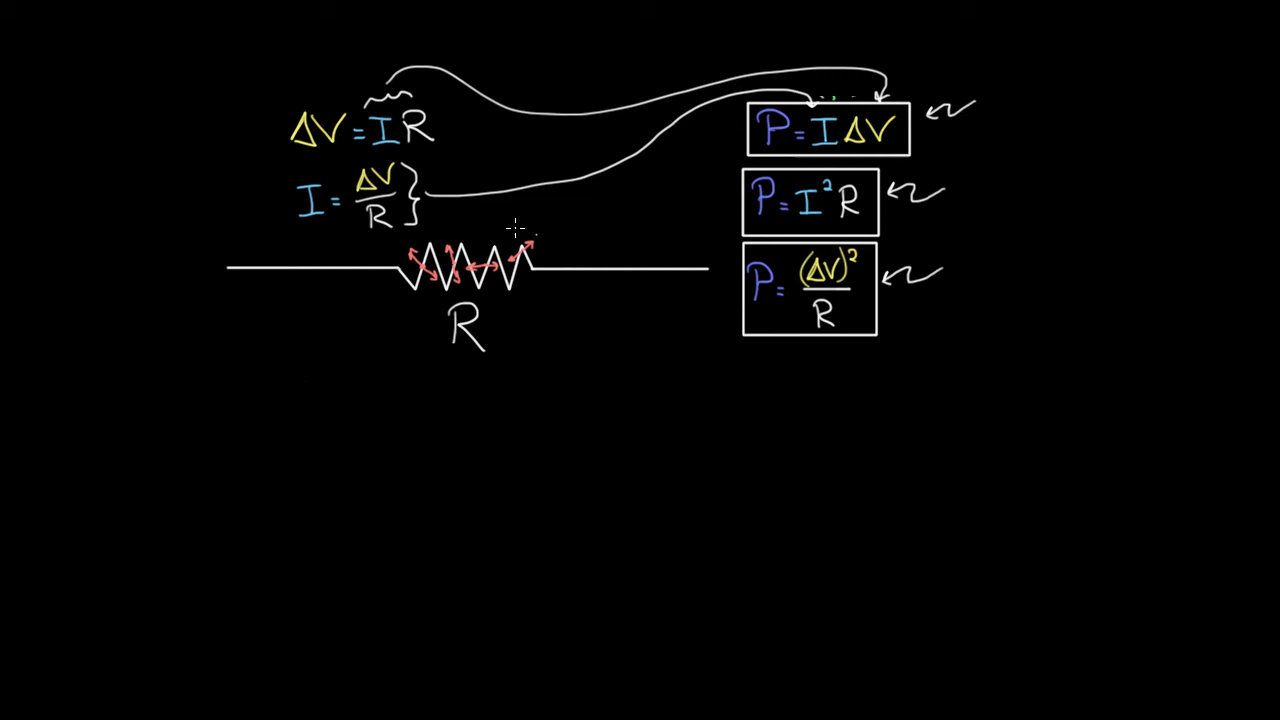 ΔV = IR
I = ΔV/R
R
P = IΔV
P = I²R
P = (ΔV)²/R